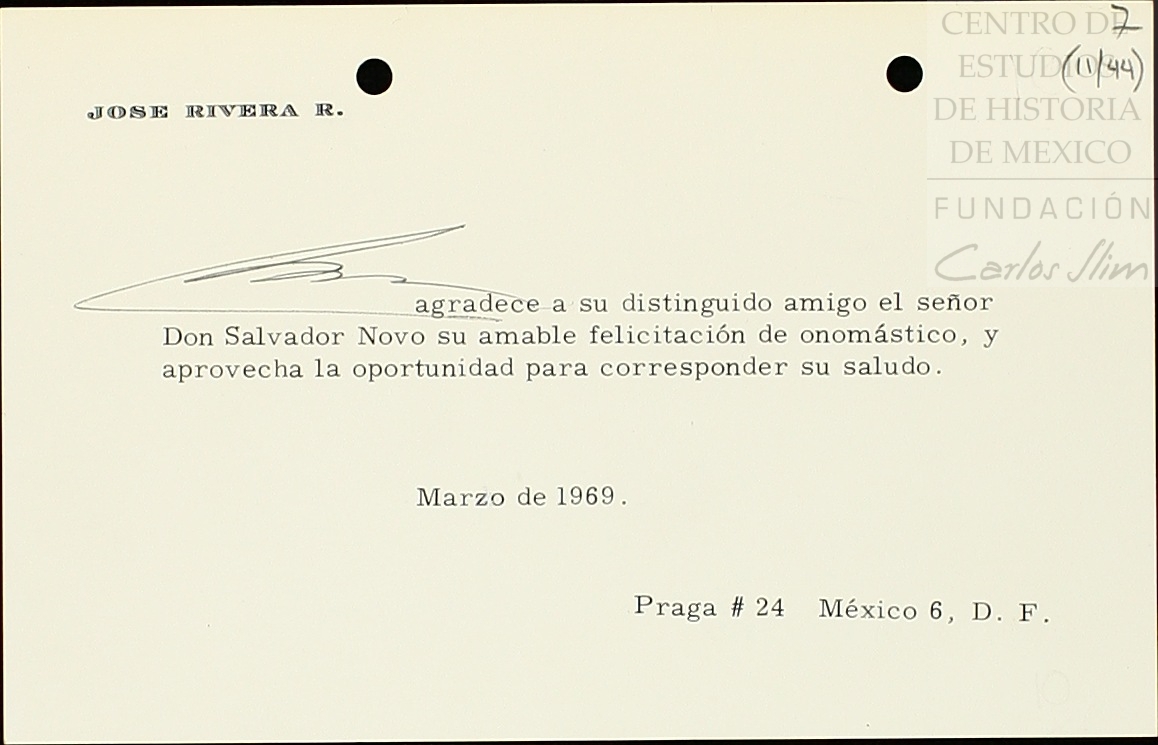 7
(11/44)
CENTRO DE
ESTUDIOS
DE HISTORIA
DE MEXICO
FUNDACIÓN
Carlos Slim
JOSE RIVERA R.
agradece a su distinguido amigo el señor
Don Salvador Novo su amable felicitación de onomástico, y
aprovecha la oportunidad para corresponder su saludo.
Marzo de 1969.
Praga # 24 México 6, D. F.